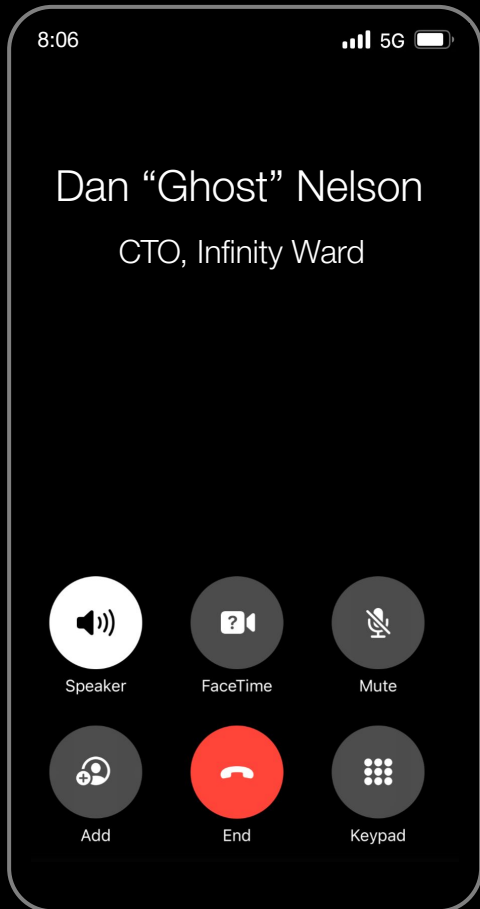 8:06 5G
Dan “Ghost” Nelson
CTO, Infinity Ward
Speaker FaceTime Mute
Add End Keypad